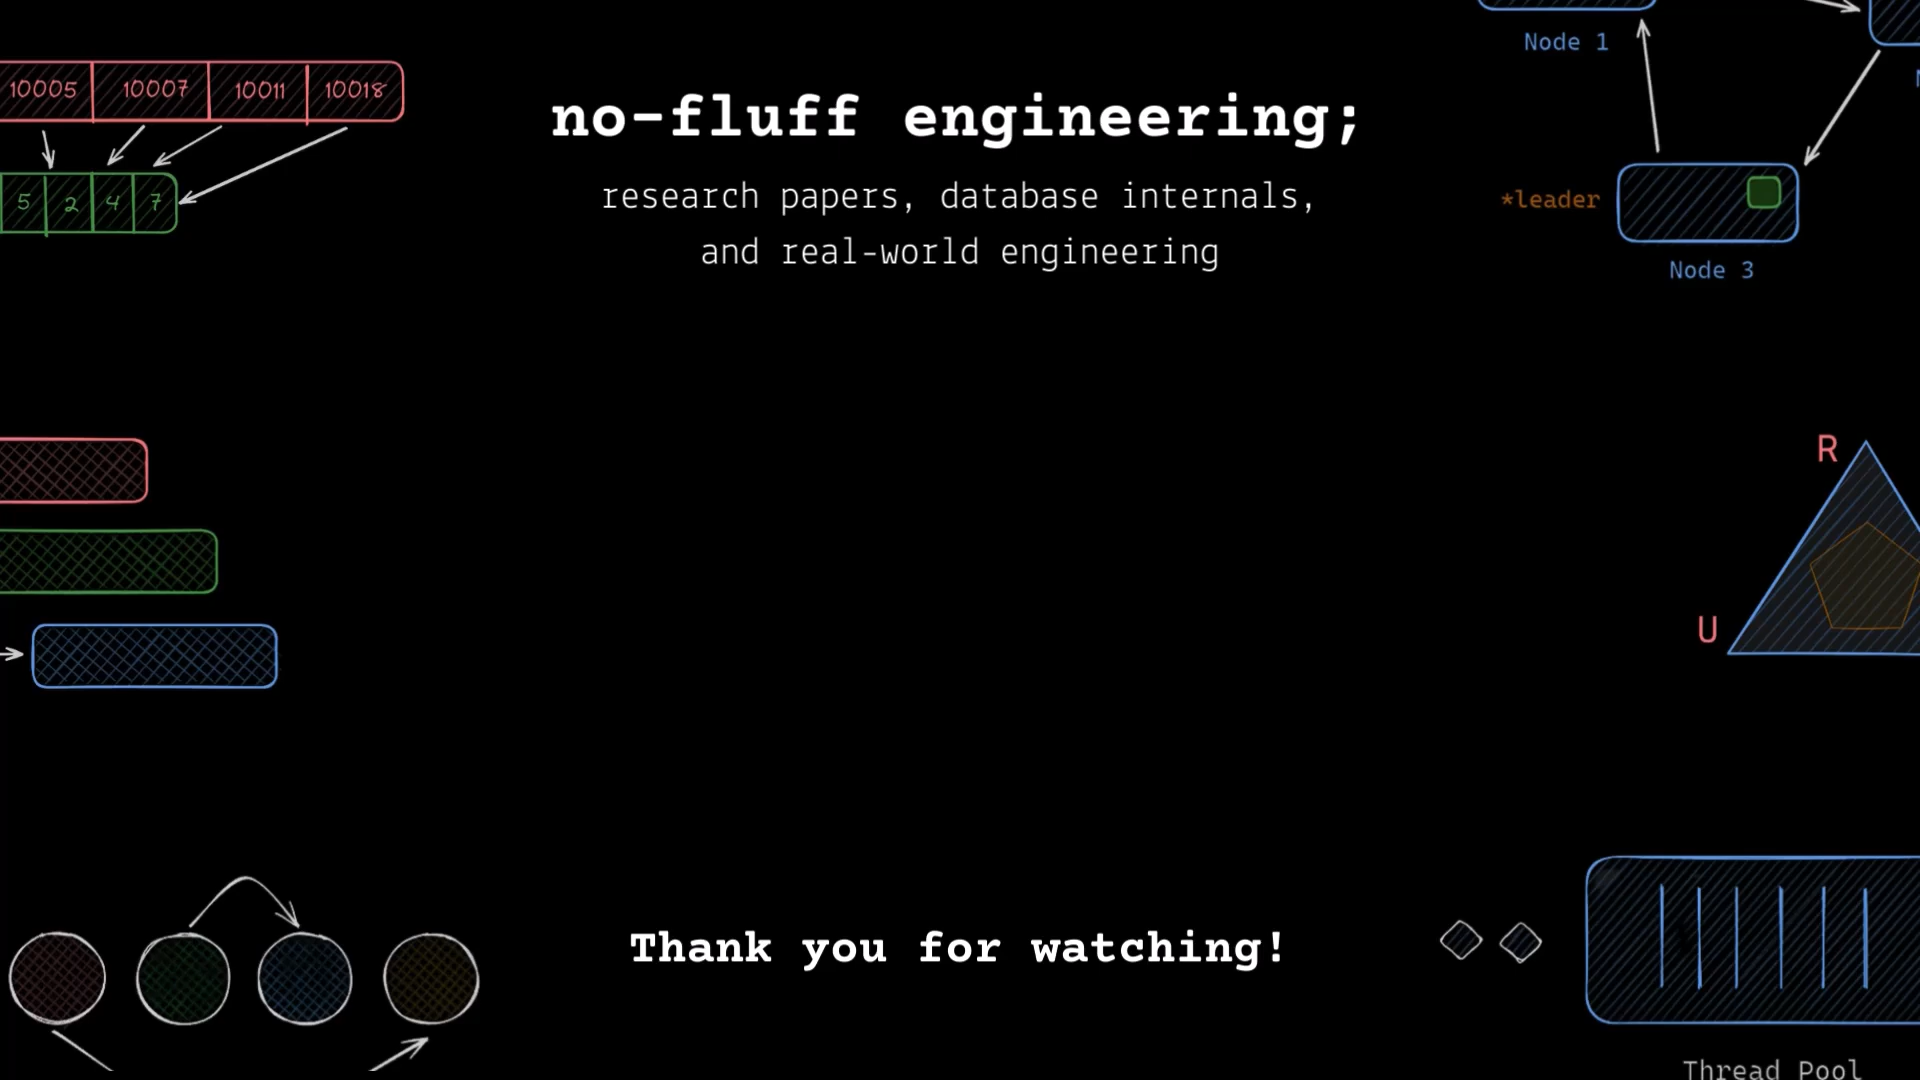 no-fluff engineering;
research papers, database internals,
and real-world engineering
10005 10007 10011 10018
5 2 4 7
Node 1
*leader
Node 3
R
U
Thank you for watching!
Thread Pool